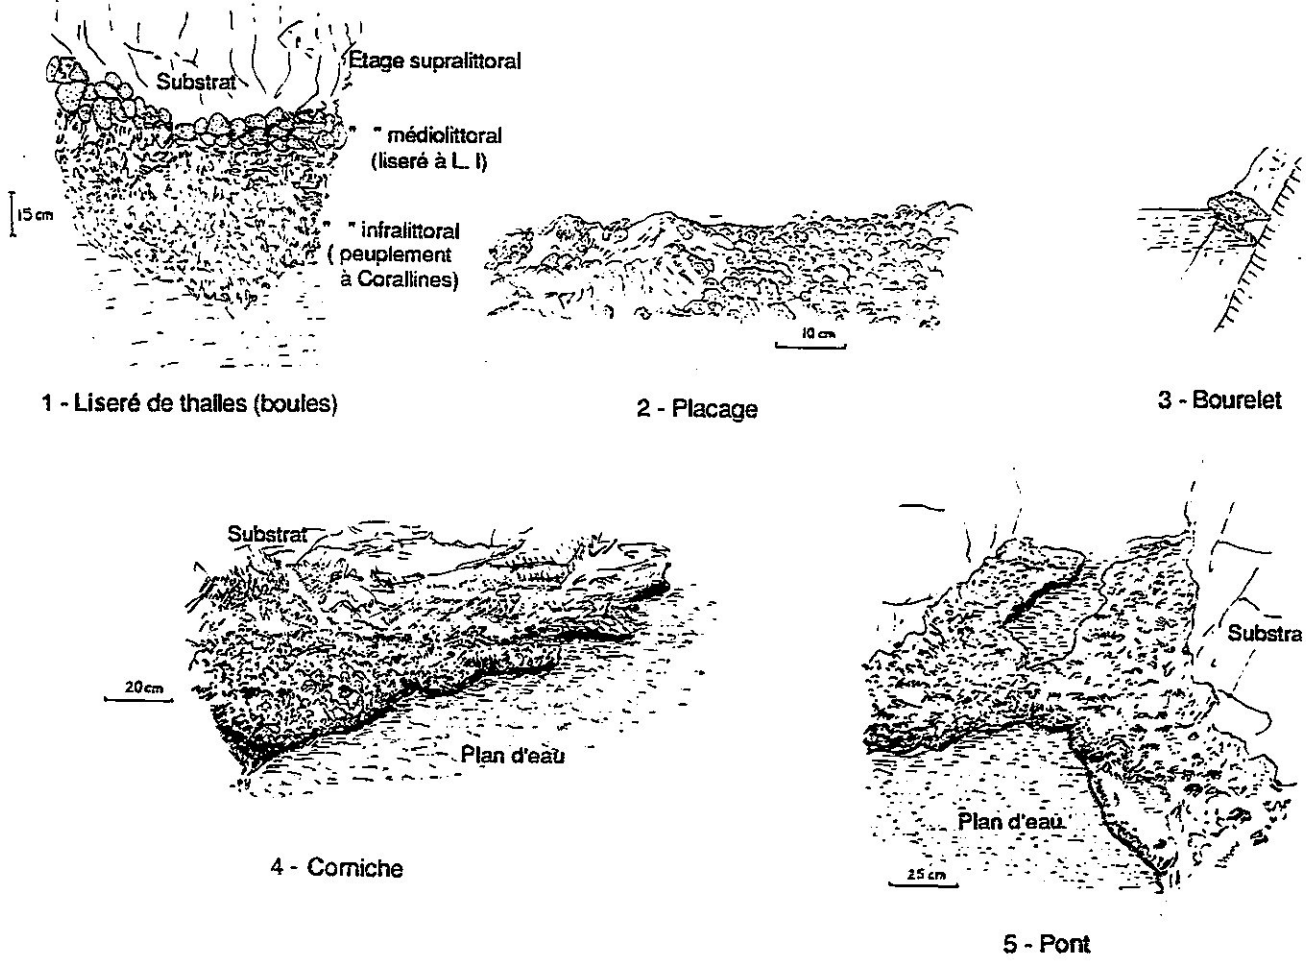 Substrat
Etage supralittoral
" " médiolittoral
(liseré à L. l)
15 cm
" " infralittoral
( peuplement
à Corallines)
10 cm
1 - Liseré de thalles (boules)
2 - Placage
3 - Bourelet
Substrat
20 cm
Plan d'eau
4 - Corniche
Substra
Plan d'eau
25 cm
5 - Pont